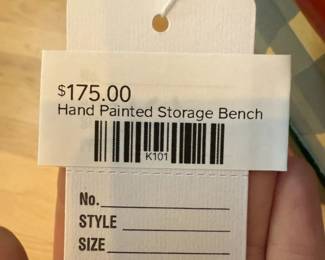 $175.00
Hand Painted Storage Bench
K101
No.
STYLE
SIZE